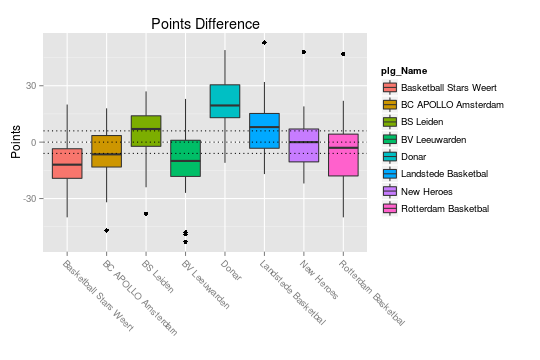 Points Difference
Points
30
0
-30
Basketball Stars Weert
BC APOLLO Amsterdam
BS Leiden
BV Leeuwarden
Donar
Landstede Basketbal
New Heroes
Rotterdam Basketbal
plg_Name
Basketball Stars Weert
BC APOLLO Amsterdam
BS Leiden
BV Leeuwarden
Donar
Landstede Basketbal
New Heroes
Rotterdam Basketbal